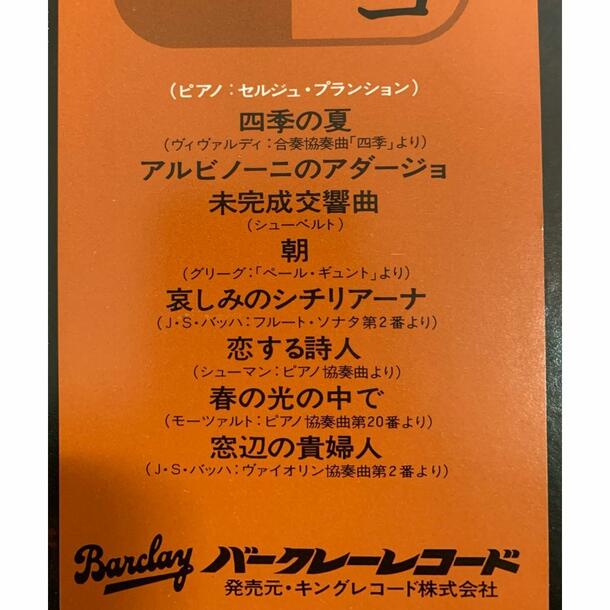 コ
(ピアノ:セルジュ・プランション)
四季の夏
(ヴィヴァルディ:合奏協奏曲「四季」より)
アルビノーニのアダージョ
未完成交響曲
(シューベルト)
朝
(グリーグ:「ペール・ギュント」より)
哀しみのシチリアーナ
(J・S・バッハ:フルート・ソナタ第2番より)
恋する詩人
(シューマン:ピアノ協奏曲より)
春の光の中で
(モーツァルト:ピアノ協奏曲第20番より)
窓辺の貴婦人
(J・S・バッハ:ヴァイオリン協奏曲第2番より)
Barclay バークレーレコード
発売元・キングレコード株式会社